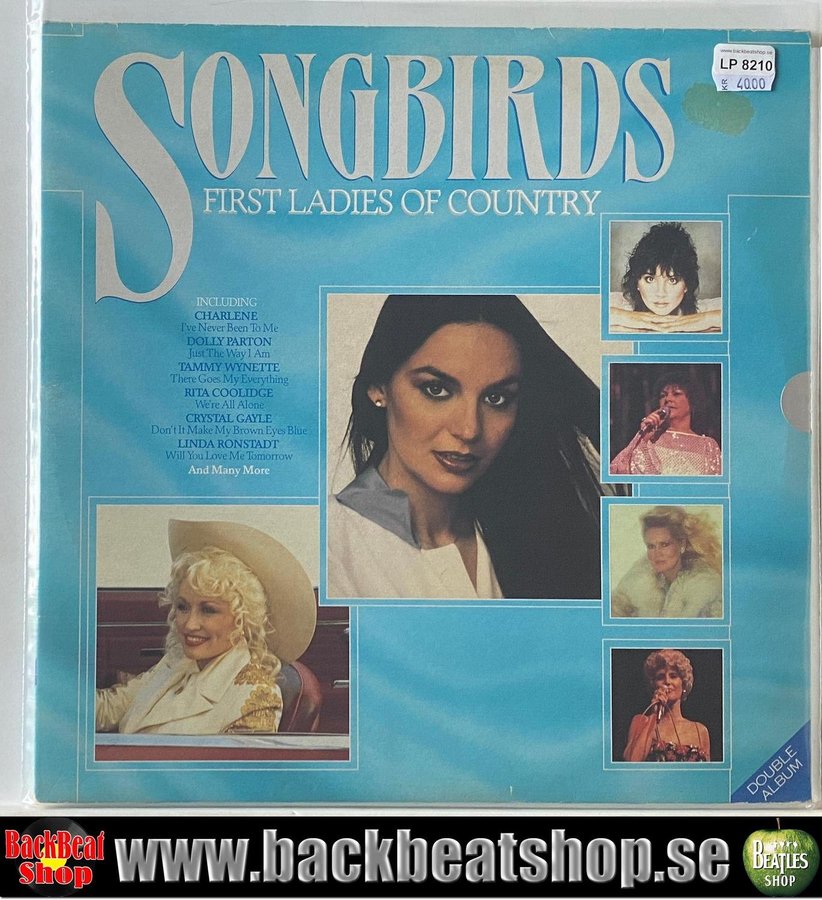 www.backbeatshop.se
LP 8210
KR 40.00
SONGBIRDS
FIRST LADIES OF COUNTRY
INCLUDING
CHARLENE
I've Never Been To Me
DOLLY PARTON
Just The Way I Am
TAMMY WYNETTE
There Goes My Everything
RITA COOLIDGE
We're All Alone
CRYSTAL GAYLE
Don't It Make My Brown Eyes Blue
LINDA RONSTADT
Will You Love Me Tomorrow
And Many More
DOUBLE
ALBUM
BackBeat
Shop
www.backbeatshop.se
BEATLES
SHOP